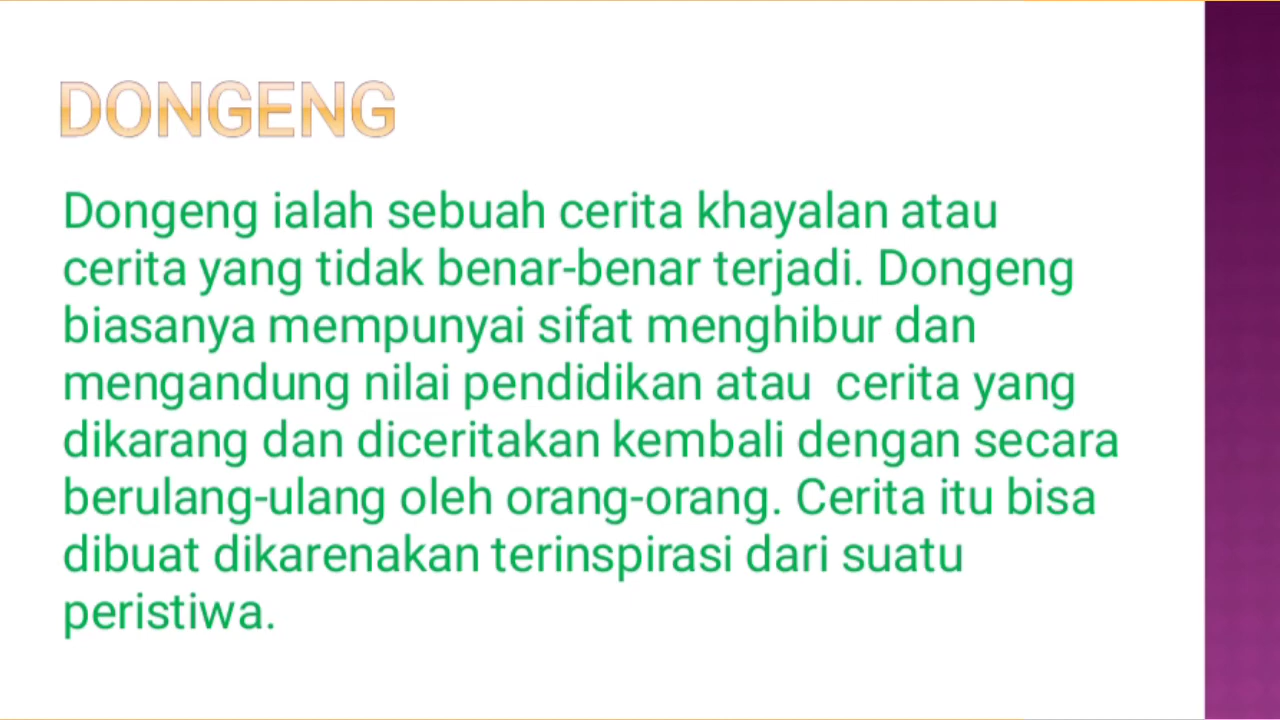 DONGENG
Dongeng ialah sebuah cerita khayalan atau
cerita yang tidak benar-benar terjadi. Dongeng
biasanya mempunyai sifat menghibur dan
mengandung nilai pendidikan atau  cerita yang
dikarang dan diceritakan kembali dengan secara
berulang-ulang oleh orang-orang. Cerita itu bisa
dibuat dikarenakan terinspirasi dari suatu
peristiwa.